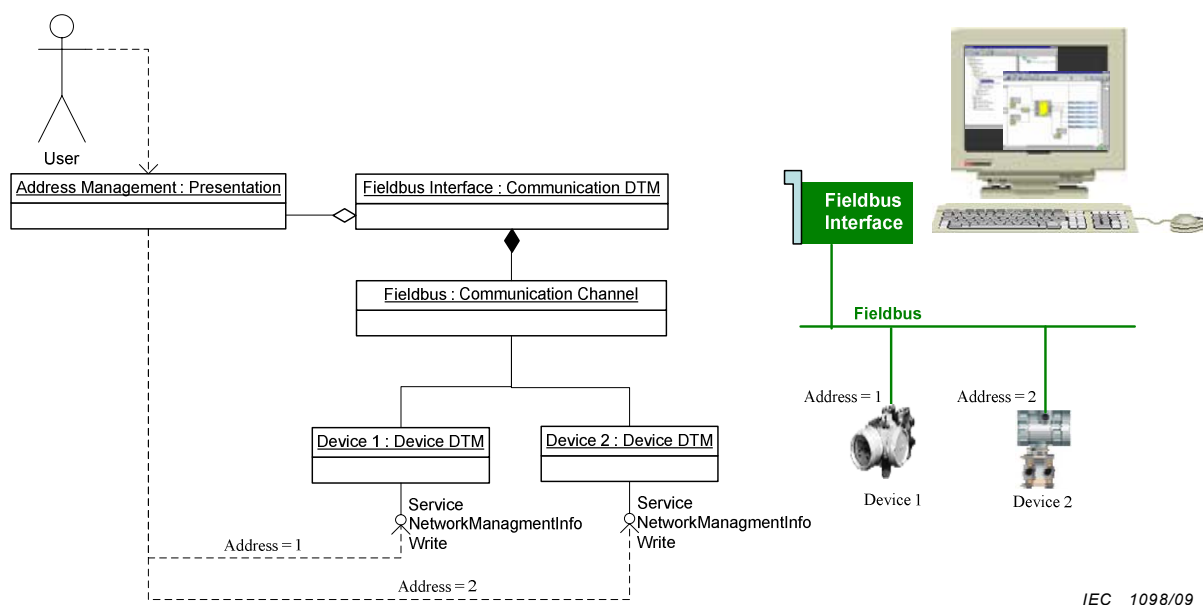 User
Address Management : Presentation
Fieldbus Interface : Communication DTM
Fieldbus : Communication Channel
Device 1 : Device DTM
Device 2 : Device DTM
Service
NetworkManagmentInfo
Write
Service
NetworkManagmentInfo
Write
Address = 1
Address = 2
Fieldbus
Interface
Fieldbus
Address = 1
Address = 2
Device 1
Device 2
IEC 1098/09